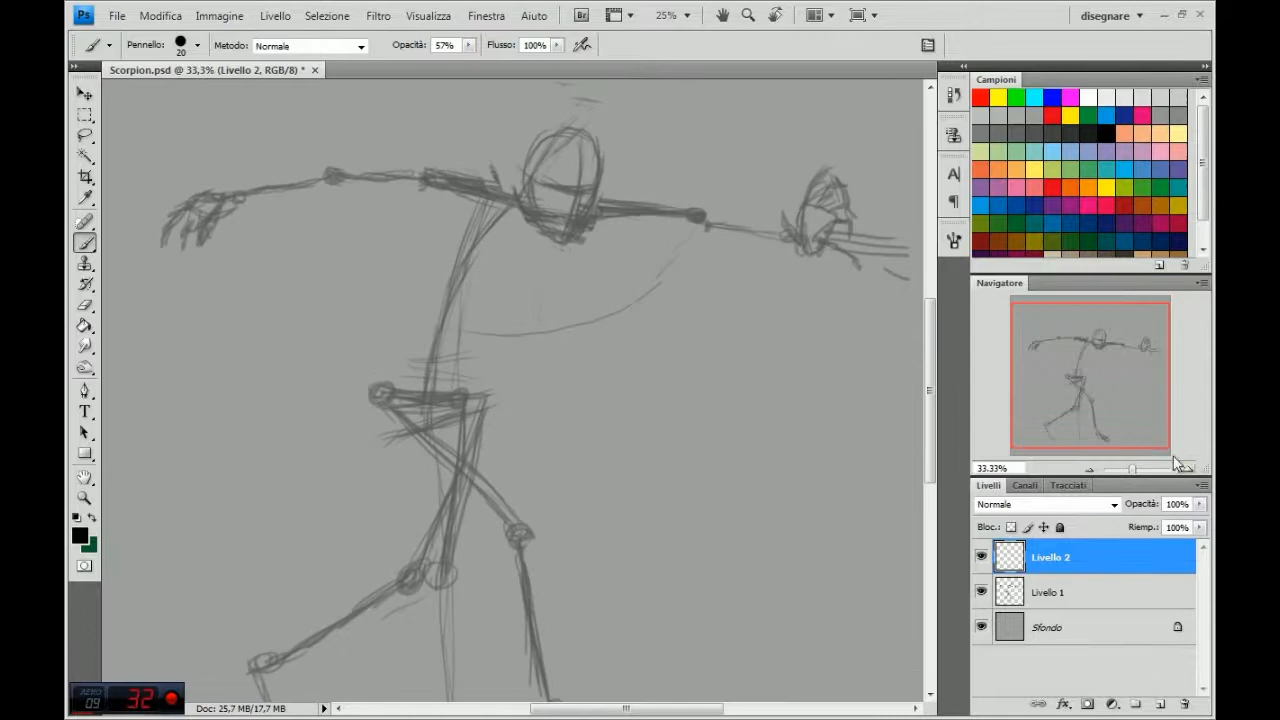 Ps File Modifica Immagine Livello Selezione Filtro Visualizza Finestra Aiuto Br 25% disegnare
Pennello: 20 Metodo: Normale Opacità: 57% Flusso: 100%
Scorpion.psd @ 33,3% (Livello 2, RGB/8) *
Campioni
Navigatore
33.33%
Livelli Canali Tracciati
Normale Opacità: 100%
Bloc.: Riemp.: 100%
Livello 2
Livello 1
Sfondo
AERO 09 32
Doc: 25,7 MB/17,7 MB